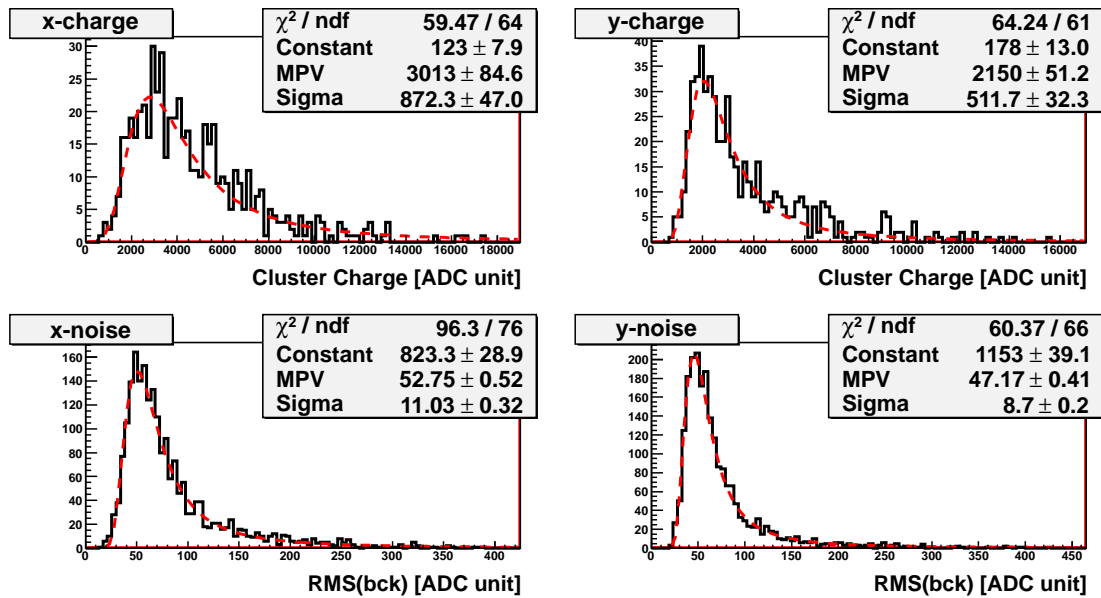 x-charge
χ² / ndf 59.47 / 64
Constant 123 ± 7.9
MPV 3013 ± 84.6
Sigma 872.3 ± 47.0
30
25
20
15
10
5
0
0 2000 4000 6000 8000 10000 12000 14000 16000 18000
Cluster Charge [ADC unit]
y-charge
χ² / ndf 64.24 / 61
Constant 178 ± 13.0
MPV 2150 ± 51.2
Sigma 511.7 ± 32.3
40
35
30
25
20
15
10
5
0
0 2000 4000 6000 8000 10000 12000 14000 16000
Cluster Charge [ADC unit]
x-noise
χ² / ndf 96.3 / 76
Constant 823.3 ± 28.9
MPV 52.75 ± 0.52
Sigma 11.03 ± 0.32
160
140
120
100
80
60
40
20
0
0 50 100 150 200 250 300 350 400
RMS(bck) [ADC unit]
y-noise
χ² / ndf 60.37 / 66
Constant 1153 ± 39.1
MPV 47.17 ± 0.41
Sigma 8.7 ± 0.2
200
180
160
140
120
100
80
60
40
20
0
0 50 100 150 200 250 300 350 400 450
RMS(bck) [ADC unit]